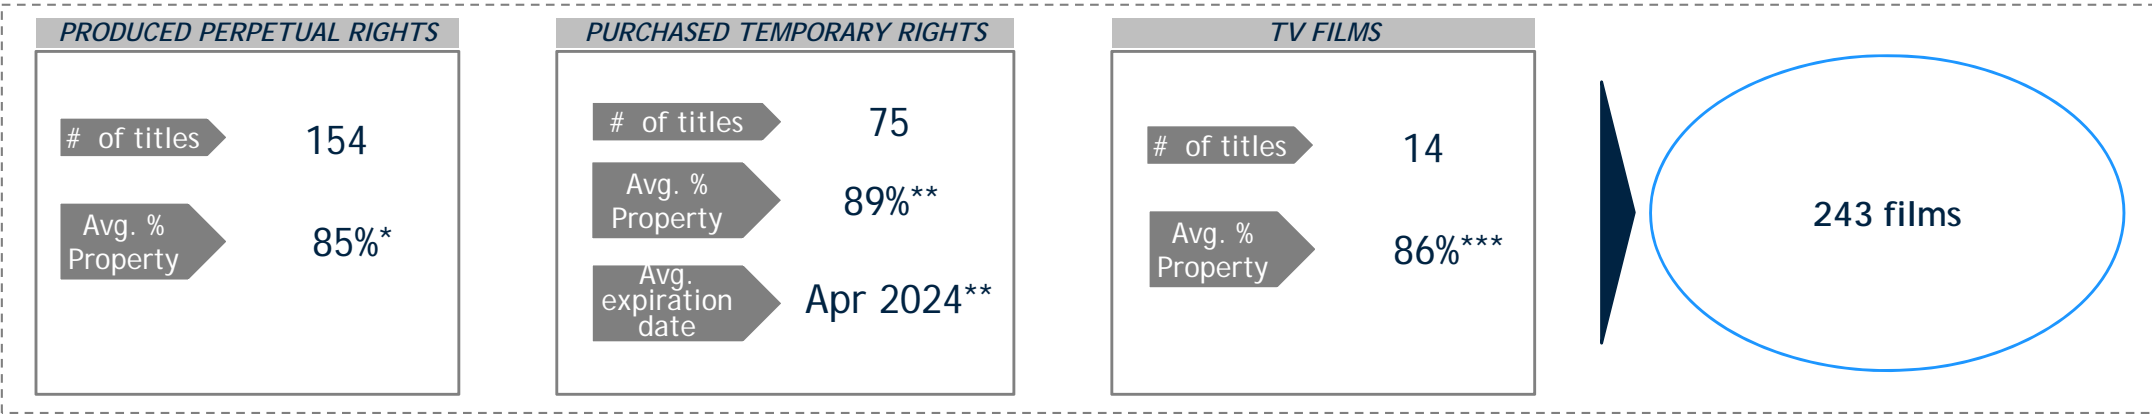 PRODUCED PERPETUAL RIGHTS
# of titles
154
Avg. %
Property
85%*
PURCHASED TEMPORARY RIGHTS
# of titles
75
Avg. %
Property
89%**
Avg.
expiration
date
Apr 2024**
TV FILMS
# of titles
14
Avg. %
Property
86%***
243 films